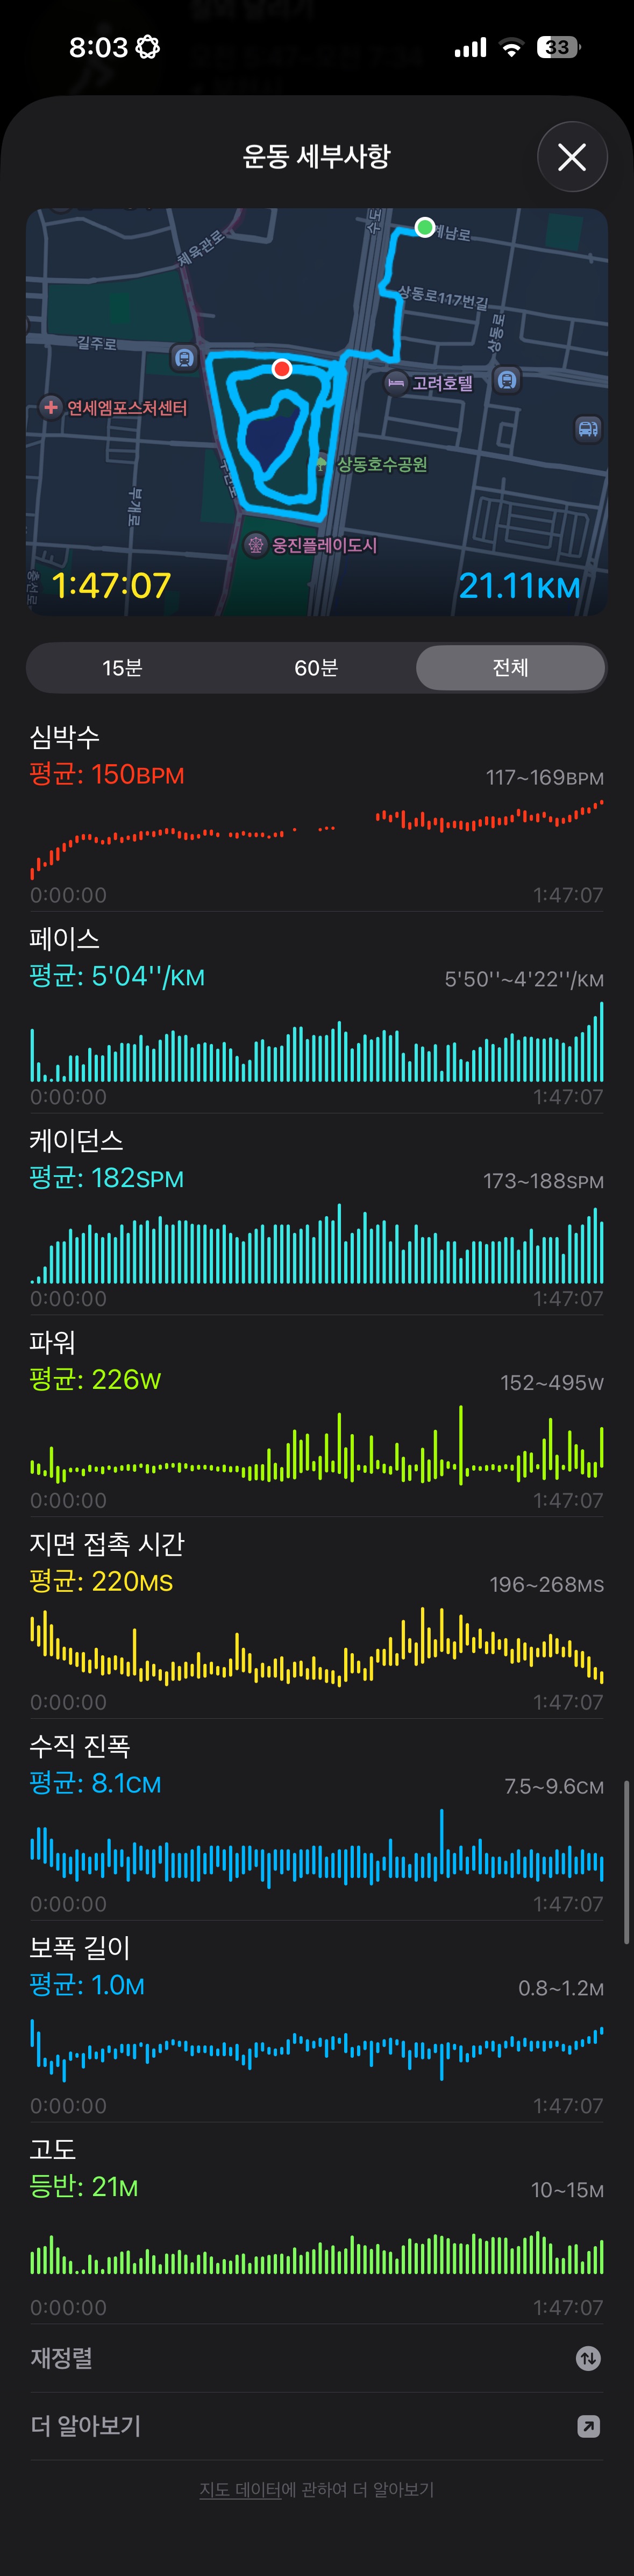 8:03
33
운동 세부사항
수도
계남로
체육관로
상동로117번길
상동로
길주로
고려호텔
연세엠포스처센터
상동호수공원
부개로
웅진플레이도시
1:47:07
21.11KM
15분
60분
전체
심박수
평균: 150BPM
117~169BPM
0:00:00
1:47:07
페이스
평균: 5'04''/KM
5'50''~4'22''/KM
0:00:00
1:47:07
케이던스
평균: 182SPM
173~188SPM
0:00:00
1:47:07
파워
평균: 226W
152~495W
0:00:00
1:47:07
지면 접촉 시간
평균: 220MS
196~268MS
0:00:00
1:47:07
수직 진폭
평균: 8.1CM
7.5~9.6CM
0:00:00
1:47:07
보폭 길이
평균: 1.0M
0.8~1.2M
0:00:00
1:47:07
고도
등반: 21M
10~15M
0:00:00
1:47:07
재정렬
더 알아보기
지도 데이터에 관하여 더 알아보기